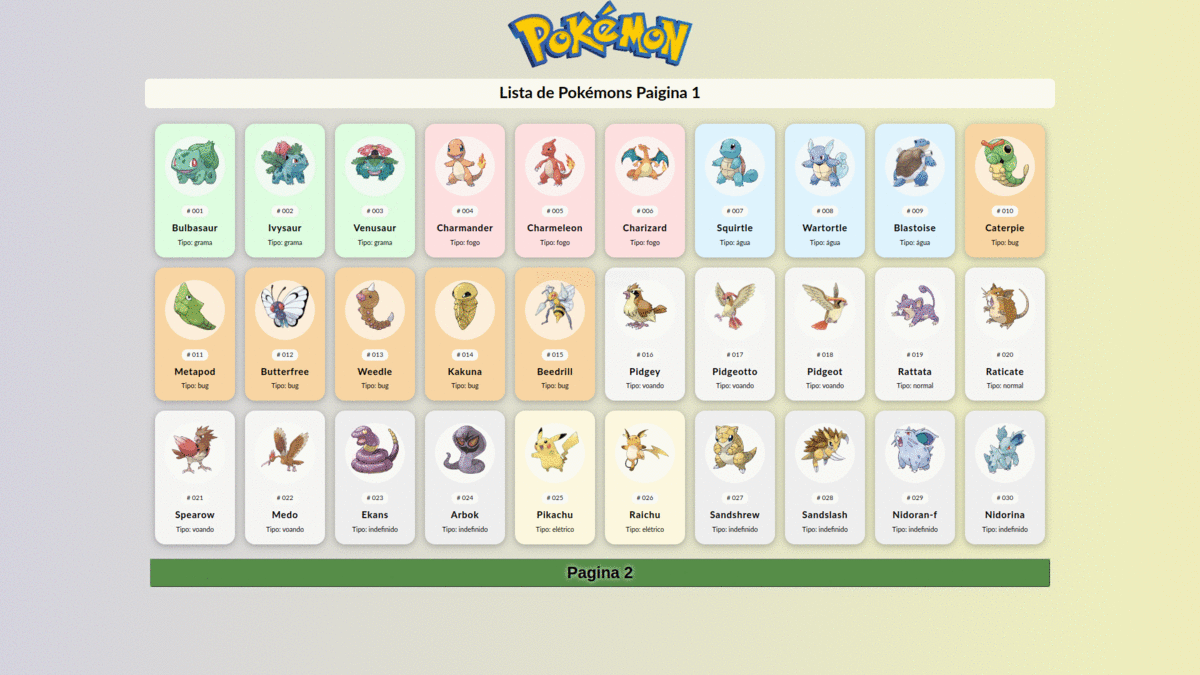 POKéMON
Lista de Pokémons Paigina 1
# 001
Bulbasaur
Tipo: grama
# 002
Ivysaur
Tipo: grama
# 003
Venusaur
Tipo: grama
# 004
Charmander
Tipo: fogo
# 005
Charmeleon
Tipo: fogo
# 006
Charizard
Tipo: fogo
# 007
Squirtle
Tipo: água
# 008
Wartortle
Tipo: água
# 009
Blastoise
Tipo: água
# 010
Caterpie
Tipo: bug
# 011
Metapod
Tipo: bug
# 012
Butterfree
Tipo: bug
# 013
Weedle
Tipo: bug
# 014
Kakuna
Tipo: bug
# 015
Beedrill
Tipo: bug
# 016
Pidgey
Tipo: voando
# 017
Pidgeotto
Tipo: voando
# 018
Pidgeot
Tipo: voando
# 019
Rattata
Tipo: normal
# 020
Raticate
Tipo: normal
# 021
Spearow
Tipo: voando
# 022
Medo
Tipo: voando
# 023
Ekans
Tipo: indefinido
# 024
Arbok
Tipo: indefinido
# 025
Pikachu
Tipo: elétrico
# 026
Raichu
Tipo: elétrico
# 027
Sandshrew
Tipo: indefinido
# 028
Sandslash
Tipo: indefinido
# 029
Nidoran-f
Tipo: indefinido
# 030
Nidorina
Tipo: indefinido
Pagina 2